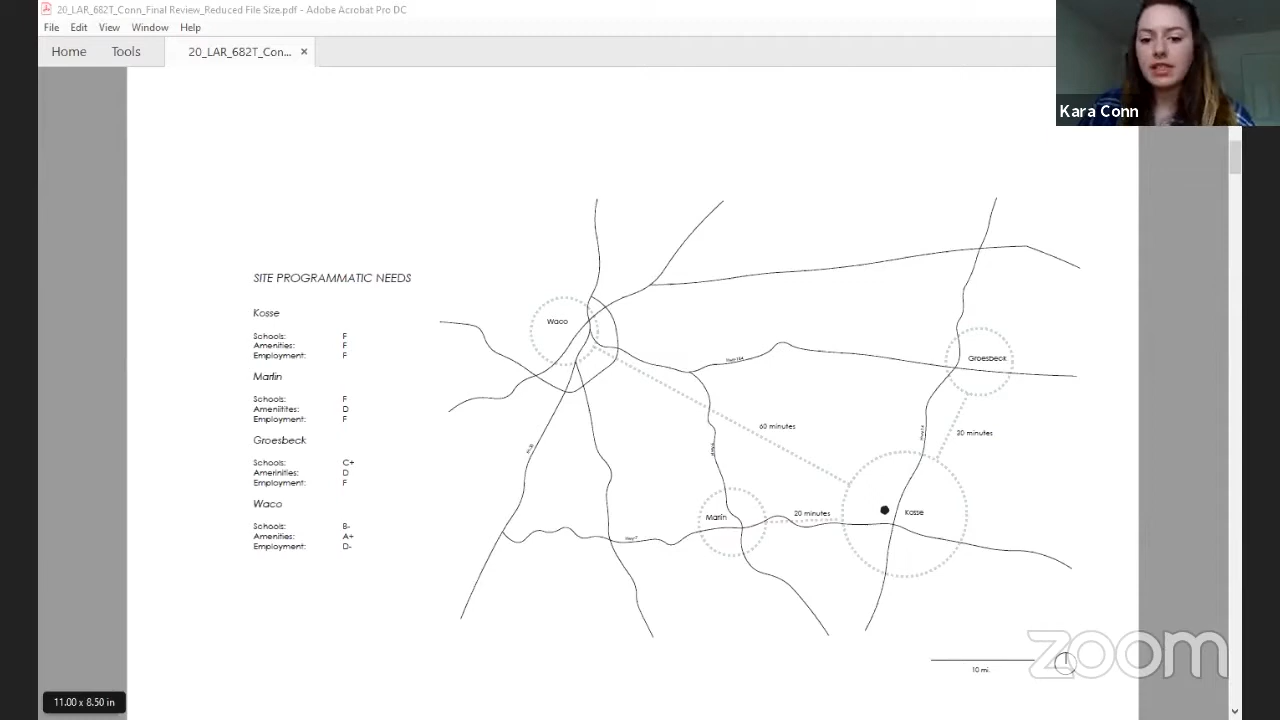 20_LAR_682T_Conn_Final Review_Reduced File Size.pdf - Adobe Acrobat Pro DC
File Edit View Window Help
Home Tools 20_LAR_682T_Con... ×
Kara Conn
SITE PROGRAMMATIC NEEDS
Kosse
Schools: F
Amenities: F
Employment: F
Marlin
Schools: F
Ameniitites: D
Employment: F
Groesbeck
Schools: C+
Amerinities: D
Employment: F
Waco
Schools: B-
Amenities: A+
Employment: D-
Waco
Groesbeck
60 minutes
30 minutes
Marlin
20 minutes
Kosse
10 mi.
zoom
11.00 x 8.50 in